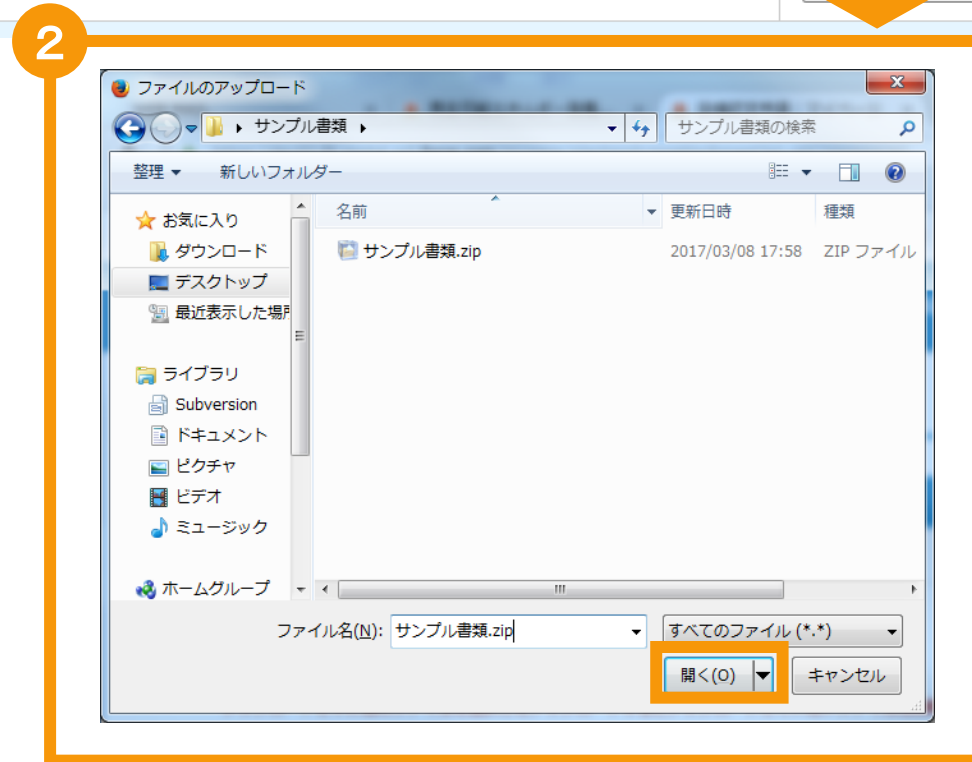 2
ファイルのアップロード
サンプル書類
サンプル書類の検索
整理
新しいフォルダー
お気に入り
ダウンロード
デスクトップ
最近表示した場所
ライブラリ
Subversion
ドキュメント
ピクチャ
ビデオ
ミュージック
ホームグループ
名前 更新日時 種類
サンプル書類.zip 2017/03/08 17:58 ZIP ファイル
ファイル名(N): サンプル書類.zip すべてのファイル (*.*)
開く(O) キャンセル